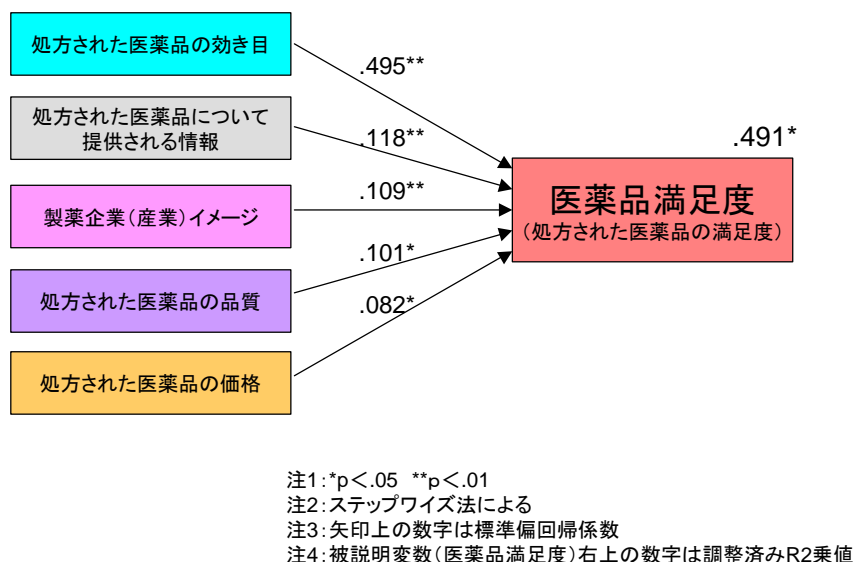 処方された医薬品の効き目
.495**
処方された医薬品について
提供される情報
.118**
.491*
製薬企業(産業)イメージ
.109**
医薬品満足度
(処方された医薬品の満足度)
処方された医薬品の品質
.101*
処方された医薬品の価格
.082*
注1:*p<.05 **p<.01
注2:ステップワイズ法による
注3:矢印上の数字は標準偏回帰係数
注4:被説明変数(医薬品満足度)右上の数字は調整済みR2乗値